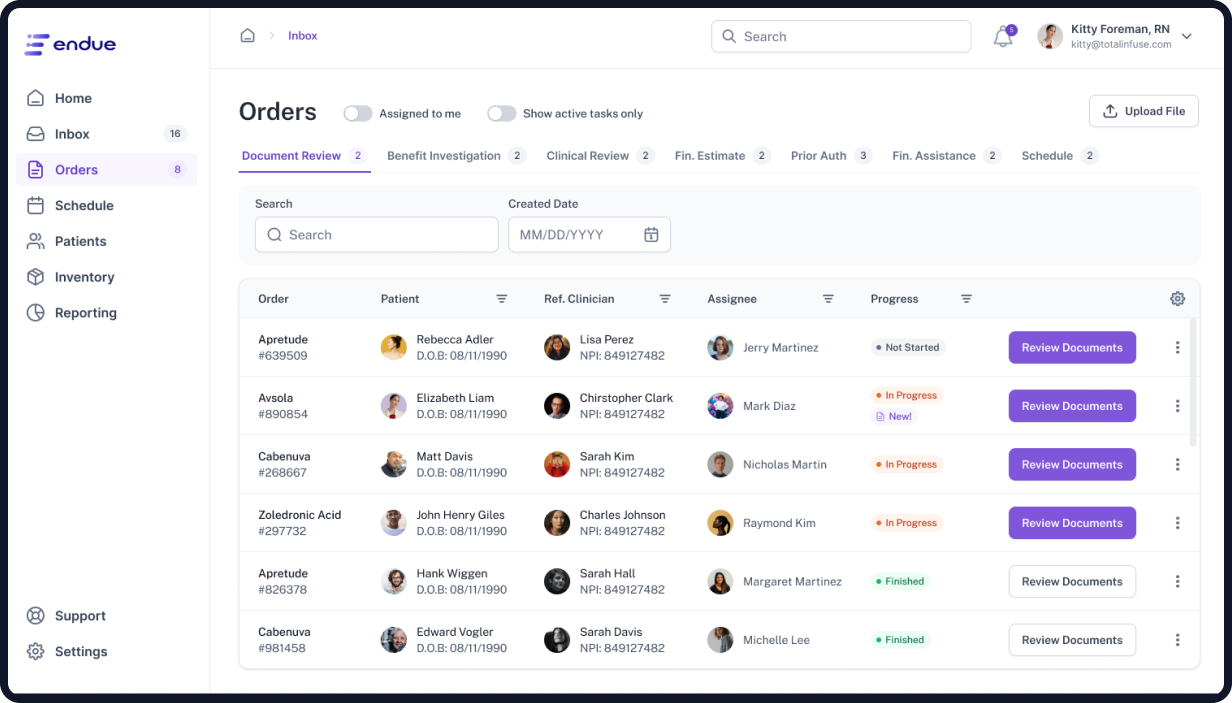 endue
Inbox
Search
5
Kitty Foreman, RN
kitty@totalinfuse.com
Home
Inbox 16
Orders 8
Schedule
Patients
Inventory
Reporting
Support
Settings
Orders
Assigned to me
Show active tasks only
Upload File
Document Review 2 Benefit Investigation 2 Clinical Review 2 Fin. Estimate 2 Prior Auth 3 Fin. Assistance 2 Schedule 2
Search Created Date
Search MM/DD/YYYY
Order Patient Ref. Clinician Assignee Progress
Apretude Rebecca Adler Lisa Perez
#639509 D.O.B: 08/11/1990 NPI: 849127482
Jerry Martinez Not Started Review Documents
Avsola Elizabeth Liam Chirstopher Clark
#890854 D.O.B: 08/11/1990 NPI: 849127482
Mark Diaz In Progress Review Documents
New!
Cabenuva Matt Davis Sarah Kim
#268667 D.O.B: 08/11/1990 NPI: 849127482
Nicholas Martin In Progress Review Documents
Zoledronic Acid John Henry Giles Charles Johnson
#297732 D.O.B: 08/11/1990 NPI: 849127482
Raymond Kim In Progress Review Documents
Apretude Hank Wiggen Sarah Hall
#826378 D.O.B: 08/11/1990 NPI: 849127482
Margaret Martinez Finished Review Documents
Cabenuva Edward Vogler Sarah Davis
#981458 D.O.B: 08/11/1990 NPI: 849127482
Michelle Lee Finished Review Documents